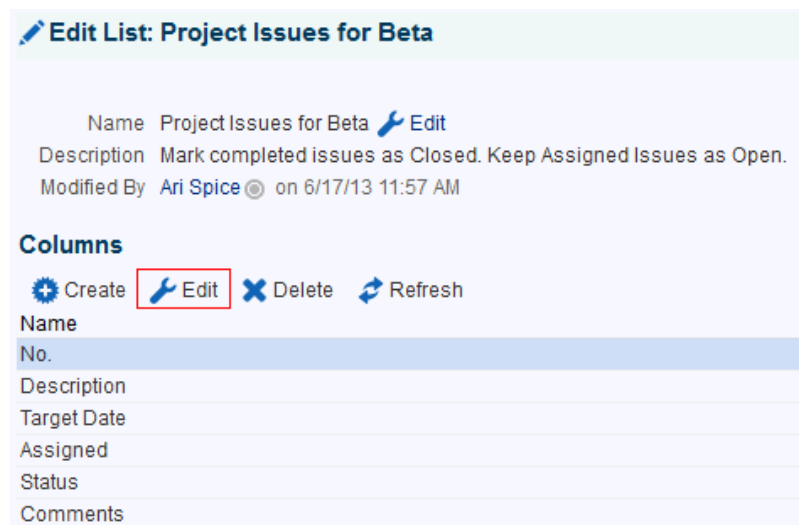 Edit List: Project Issues for Beta
Name Project Issues for Beta Edit
Description Mark completed issues as Closed. Keep Assigned Issues as Open.
Modified By Ari Spice on 6/17/13 11:57 AM
Columns
Create Edit Delete Refresh
Name
No.
Description
Target Date
Assigned
Status
Comments